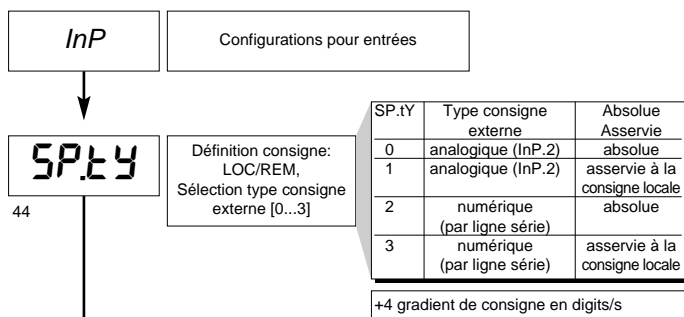 InP
Configurations pour entrées
SP.tY
44
Définition consigne:
LOC/REM,
Sélection type consigne
externe [0...3]
SP.tY Type consigne externe Absolue Asservie
0 analogique (InP.2) absolue
1 analogique (InP.2) asservie à la consigne locale
2 numérique (par ligne série) absolue
3 numérique (par ligne série) asservie à la consigne locale
+4 gradient de consigne en digits/s